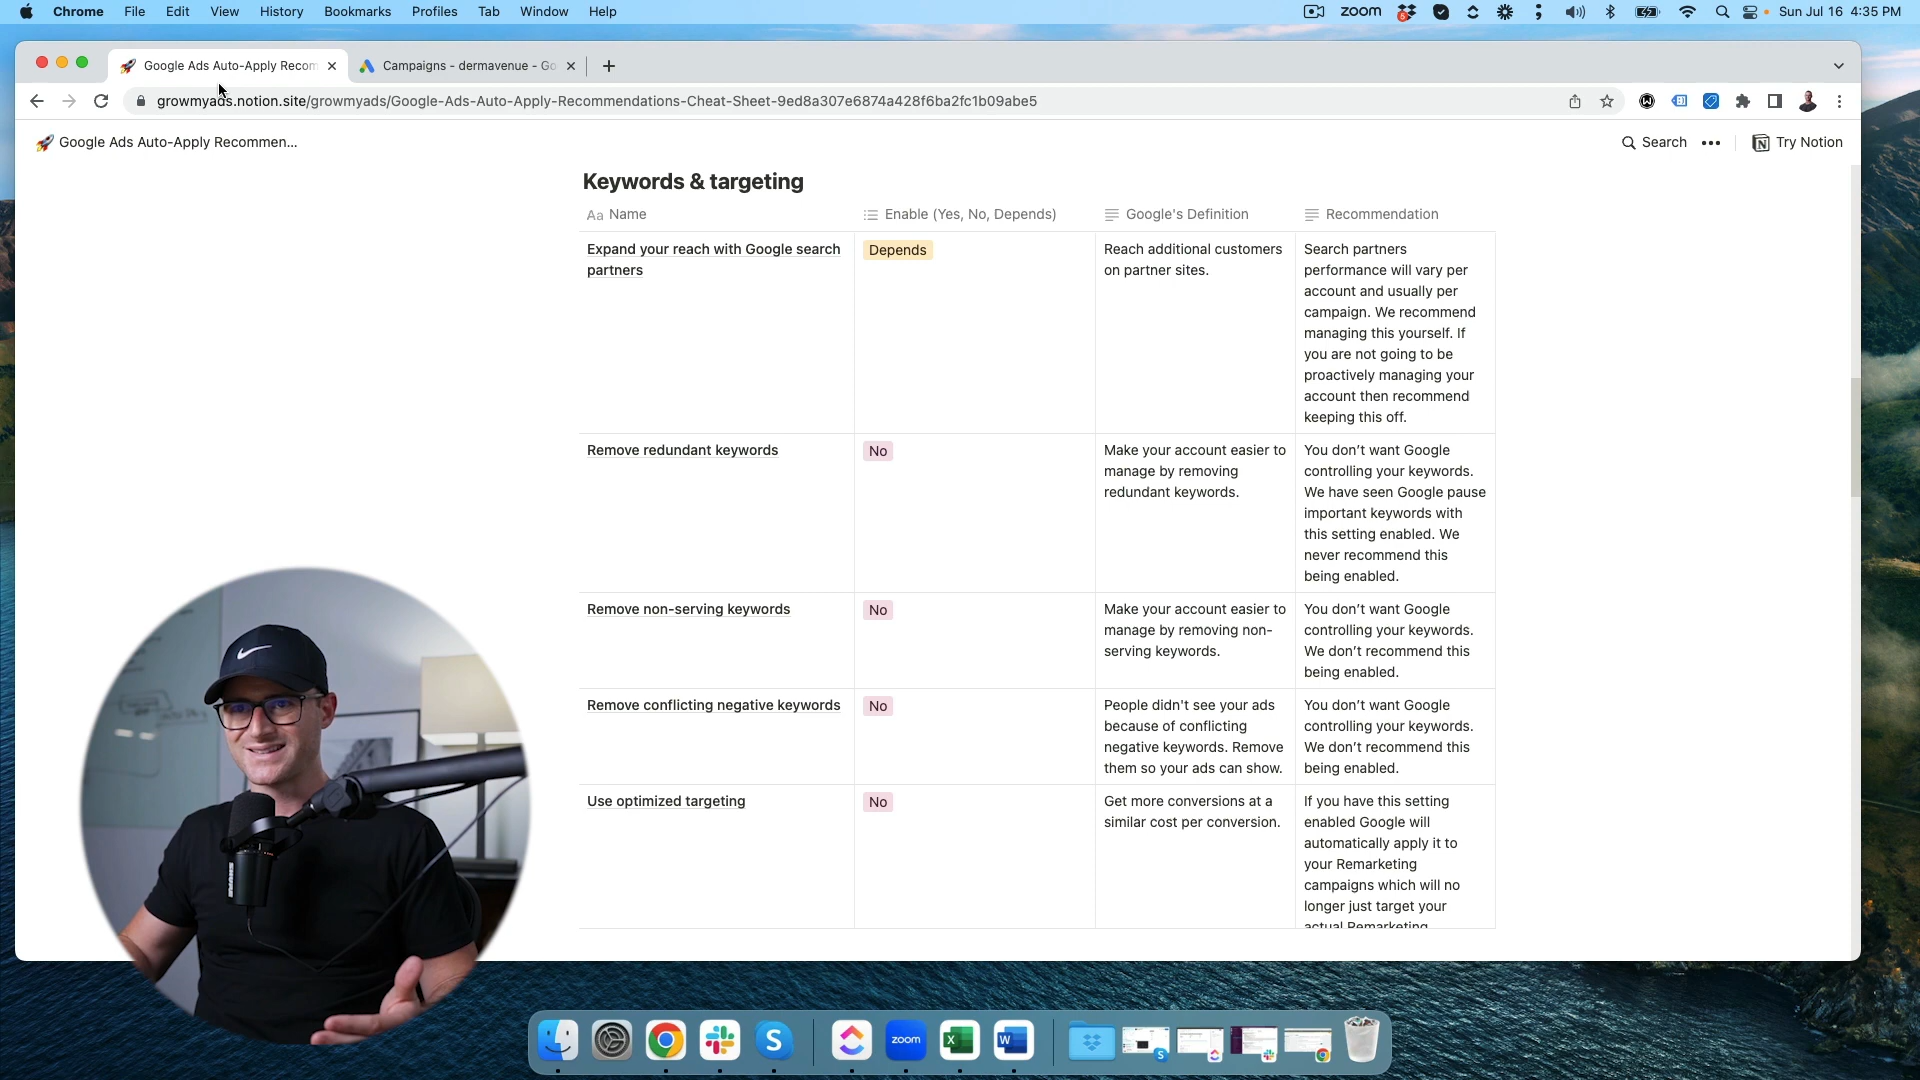 Chrome File Edit View History Bookmarks Profiles Tab Window Help
zoom
5
Sun Jul 16 4:35 PM
Google Ads Auto-Apply Recom
Campaigns - dermavenue - Go
growmyads.notion.site/growmyads/Google-Ads-Auto-Apply-Recommendations-Cheat-Sheet-9ed8a307e6874a428f6ba2fc1b09abe5
Google Ads Auto-Apply Recommen...
Search
Try Notion
Keywords & targeting
Aa Name
Enable (Yes, No, Depends)
Google's Definition
Recommendation
Expand your reach with Google search
partners
Depends
Reach additional customers
on partner sites.
Search partners
performance will vary per
account and usually per
campaign. We recommend
managing this yourself. If
you are not going to be
proactively managing your
account then recommend
keeping this off.
Remove redundant keywords
No
Make your account easier to
manage by removing
redundant keywords.
You don’t want Google
controlling your keywords.
We have seen Google pause
important keywords with
this setting enabled. We
never recommend this
being enabled.
Remove non-serving keywords
No
Make your account easier to
manage by removing non-
serving keywords.
You don’t want Google
controlling your keywords.
We don’t recommend this
being enabled.
Remove conflicting negative keywords
No
People didn't see your ads
because of conflicting
negative keywords. Remove
them so your ads can show.
You don’t want Google
controlling your keywords.
We don’t recommend this
being enabled.
Use optimized targeting
No
Get more conversions at a
similar cost per conversion.
If you have this setting
enabled Google will
automatically apply it to
your Remarketing
campaigns which will no
longer just target your
actual Remarketing
SHURE
zoom